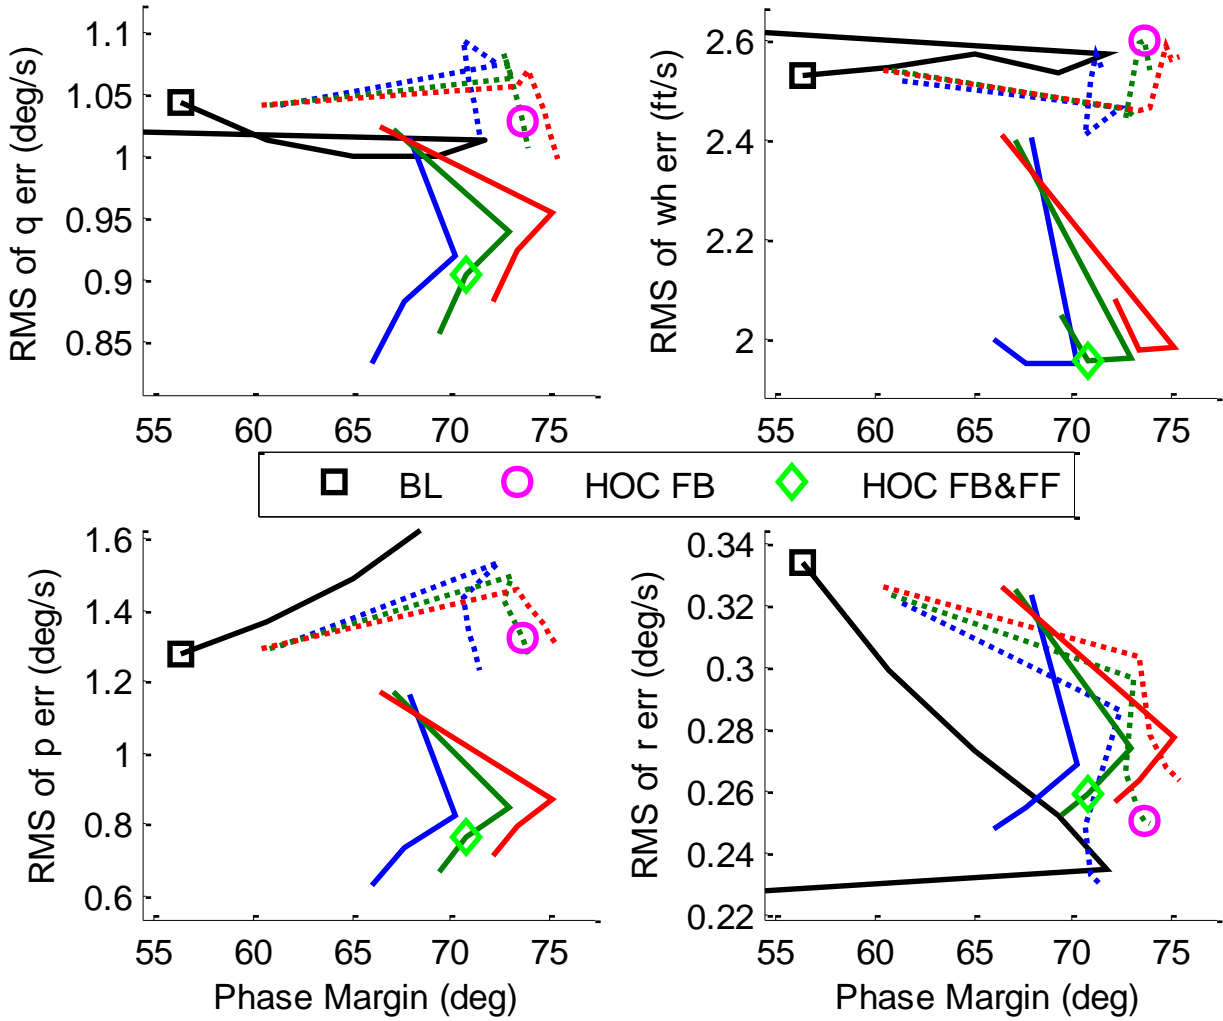 RMS of q err (deg/s)
1.1
1.05
1
0.95
0.9
0.85
55 60 65 70 75
RMS of wh err (ft/s)
2.6
2.4
2.2
2
55 60 65 70 75
BL HOC FB HOC FB&FF
RMS of p err (deg/s)
1.6
1.4
1.2
1
0.8
0.6
55 60 65 70 75
Phase Margin (deg)
RMS of r err (deg/s)
0.34
0.32
0.3
0.28
0.26
0.24
0.22
55 60 65 70 75
Phase Margin (deg)